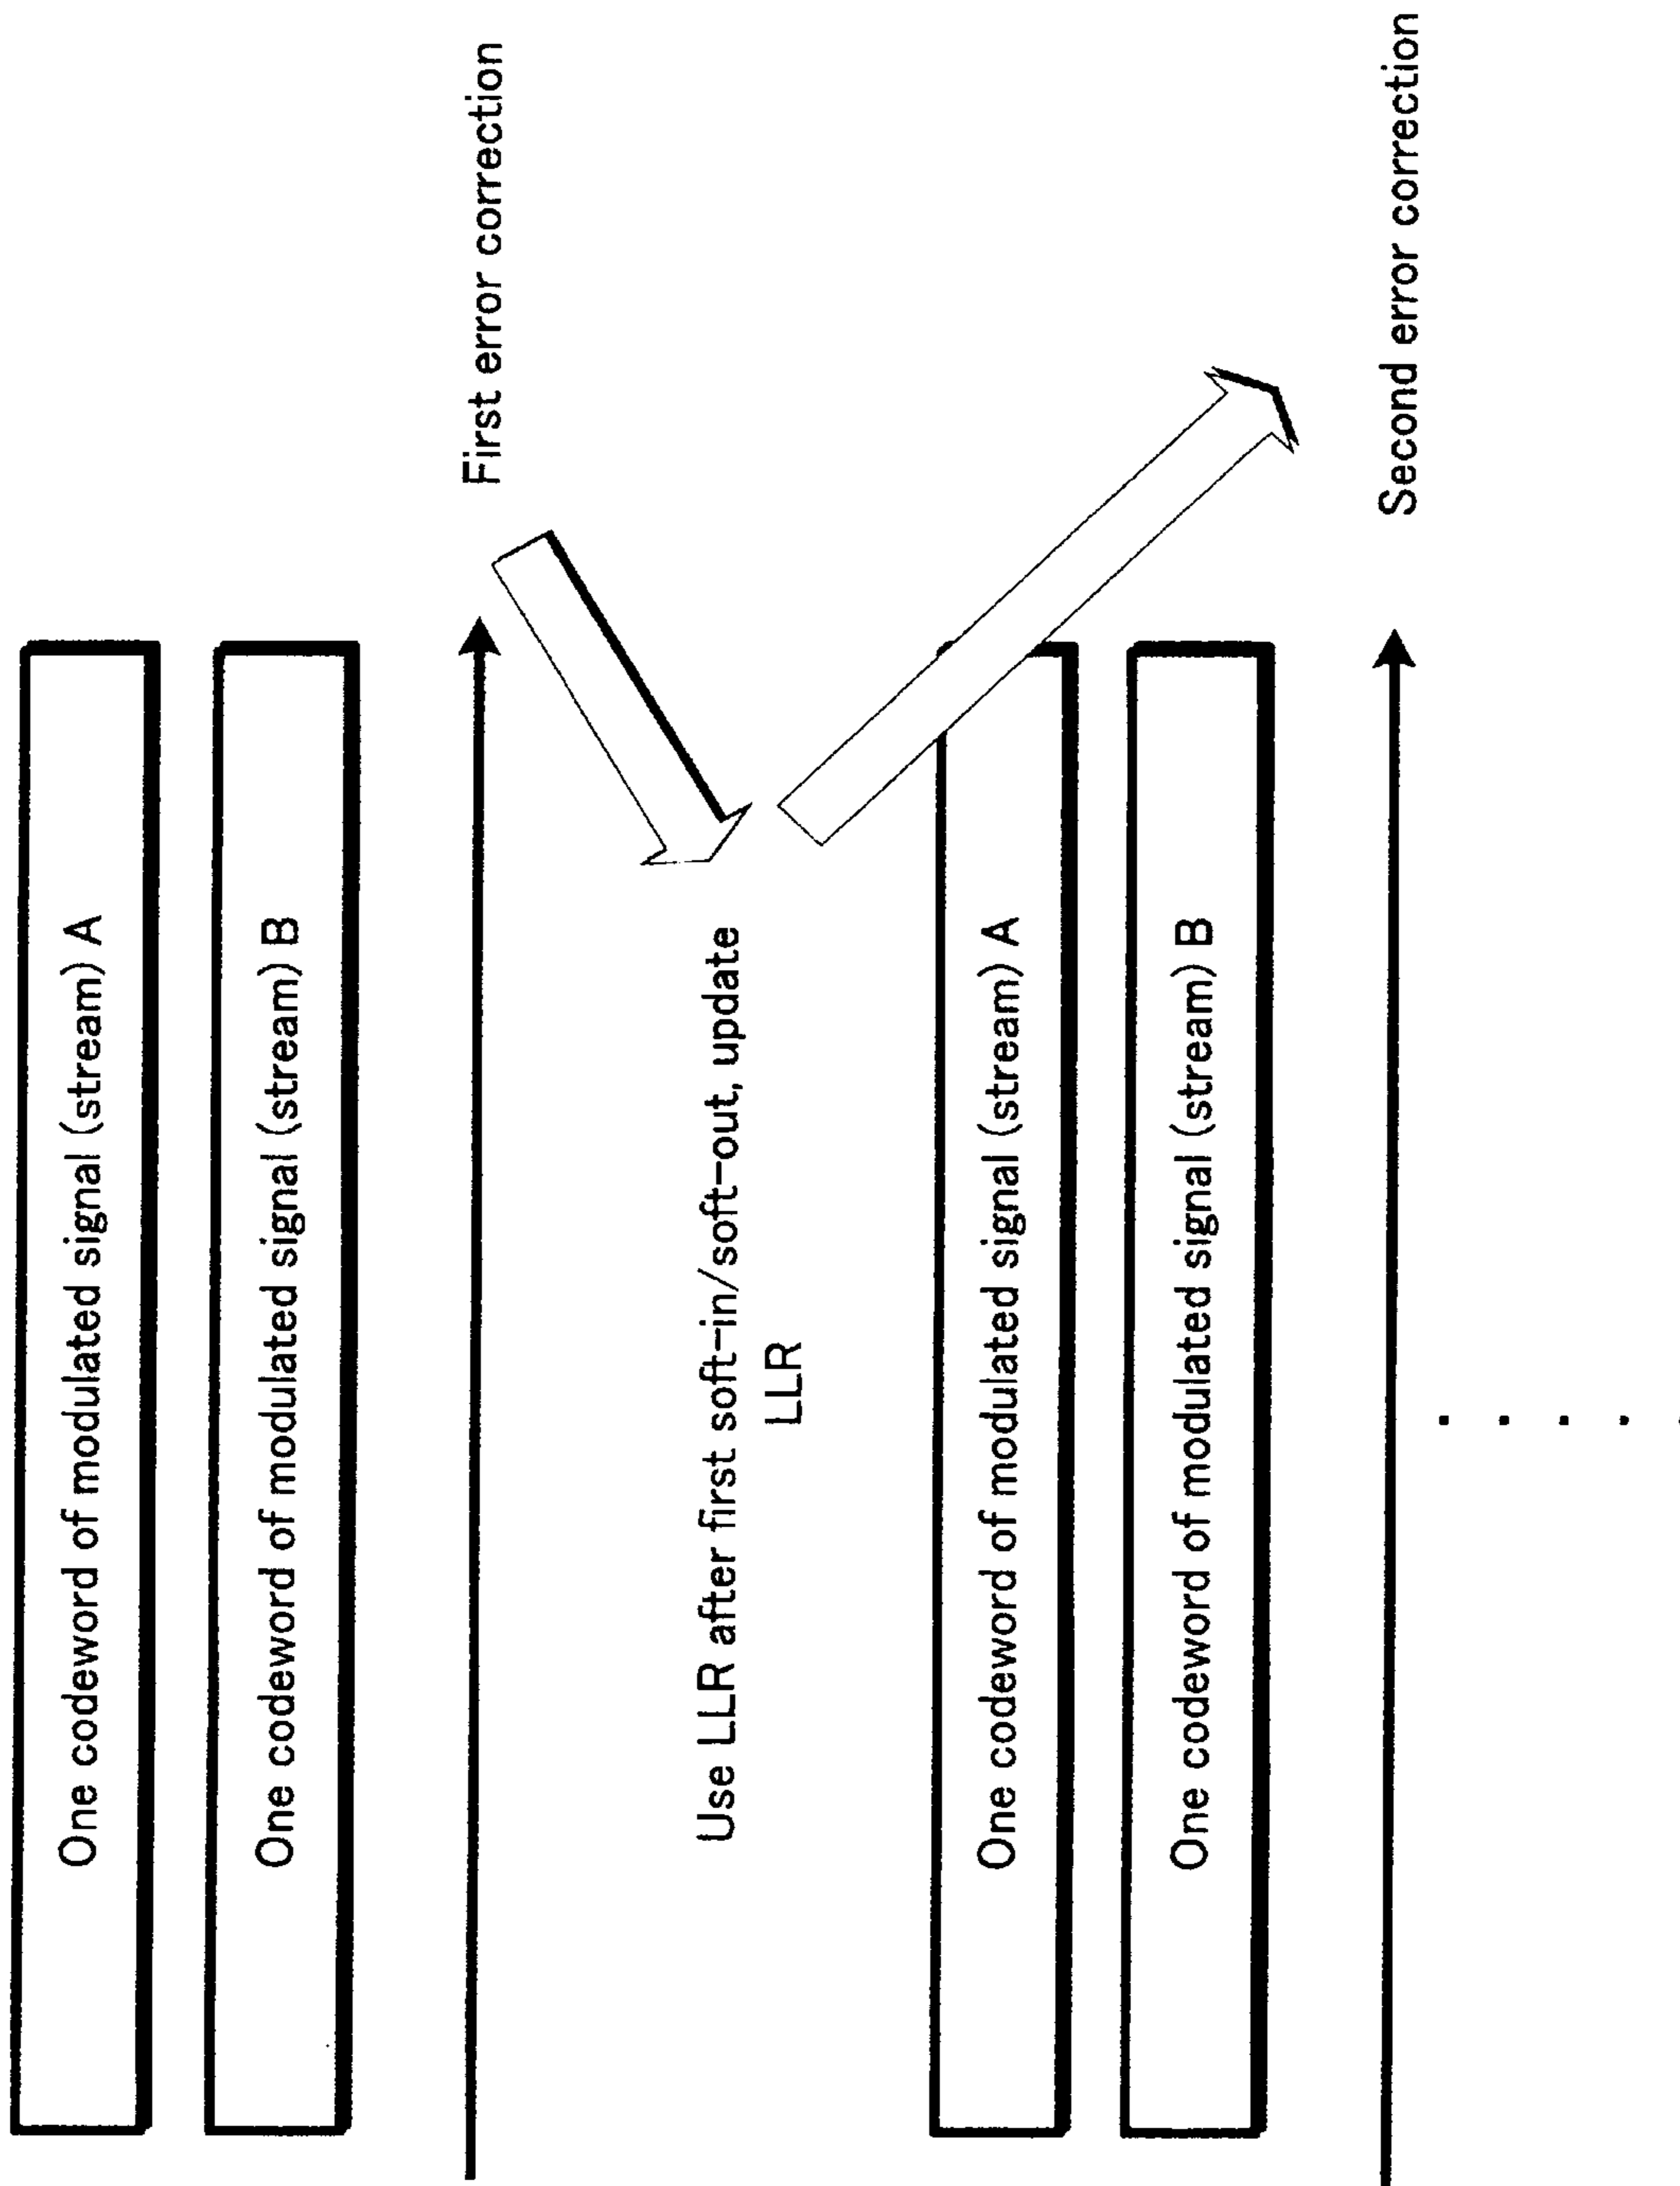 One codeword of modulated signal (stream) A
One codeword of modulated signal (stream) B
First error correction
Use LLR after first soft-in/soft-out, update
LLR
One codeword of modulated signal (stream) A
One codeword of modulated signal (stream) B
Second error correction